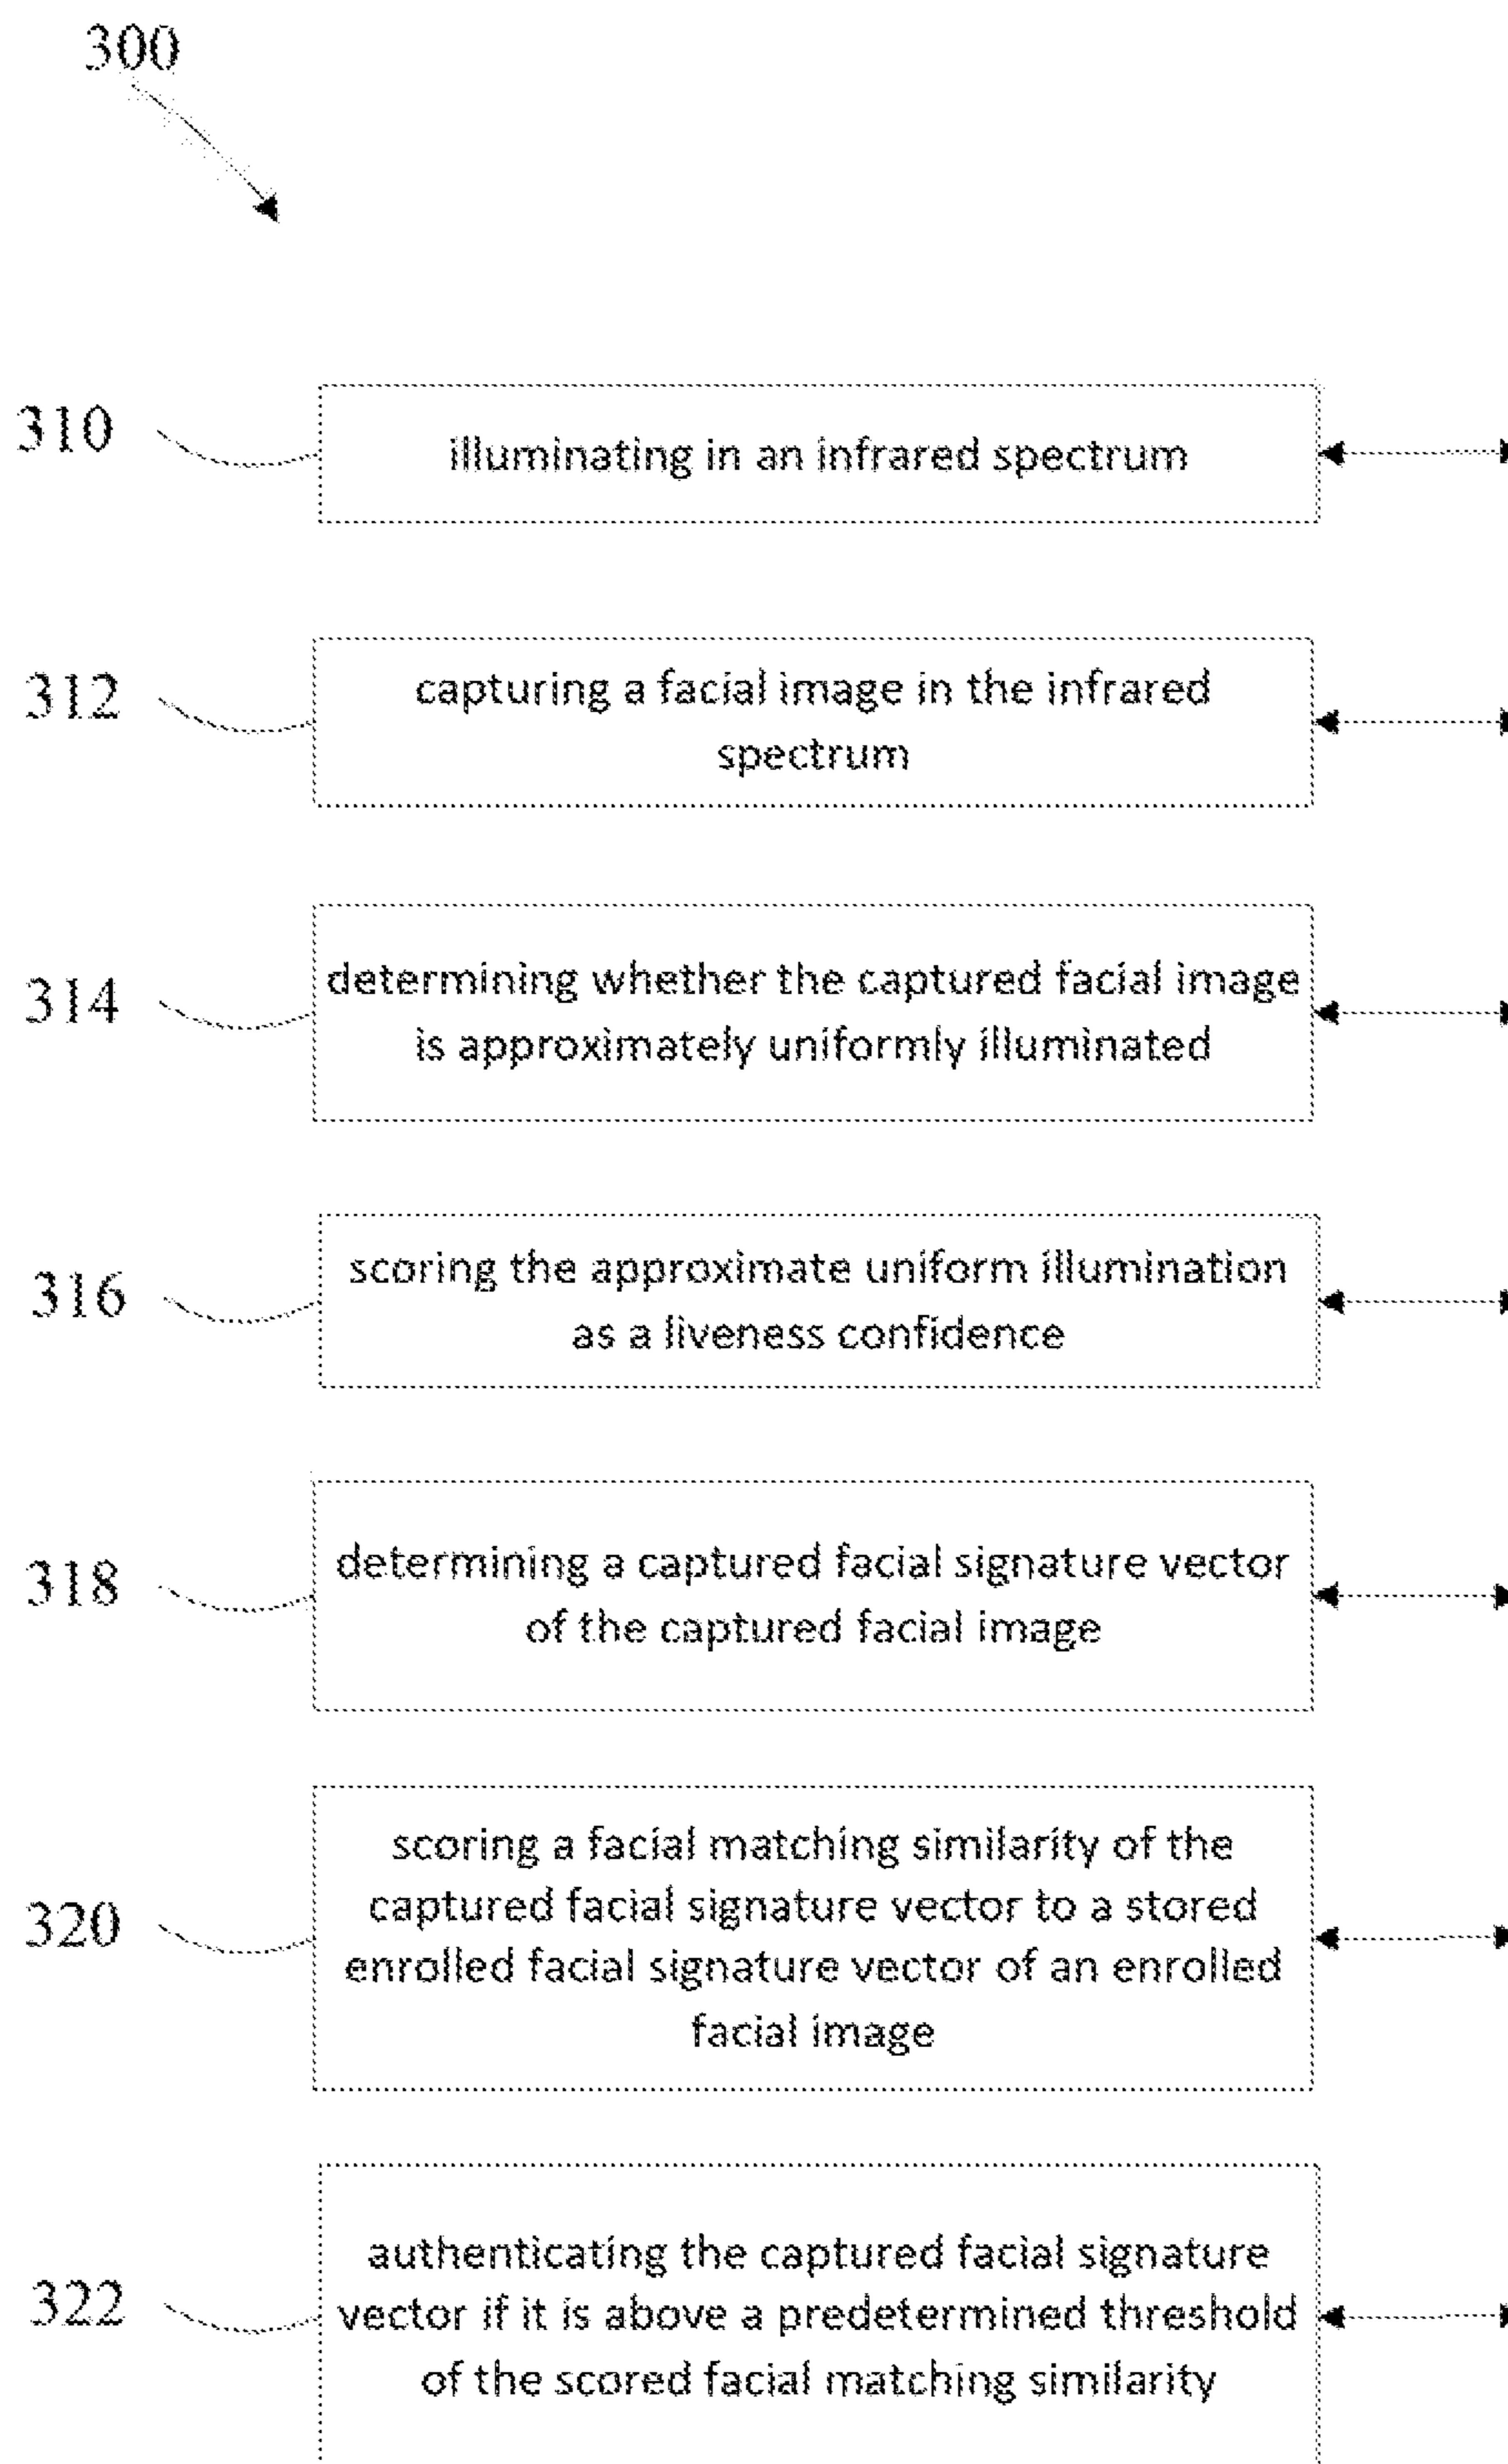 300
310
illuminating in an infrared spectrum
312
capturing a facial image in the infrared
spectrum
314
determining whether the captured facial image
is approximately uniformly illuminated
316
scoring the approximate uniform illumination
as a liveness confidence
318
determining a captured facial signature vector
of the captured facial image
320
scoring a facial matching similarity of the
captured facial signature vector to a stored
enrolled facial signature vector of an enrolled
facial image
322
authenticating the captured facial signature
vector if it is above a predetermined threshold
of the scored facial matching similarity